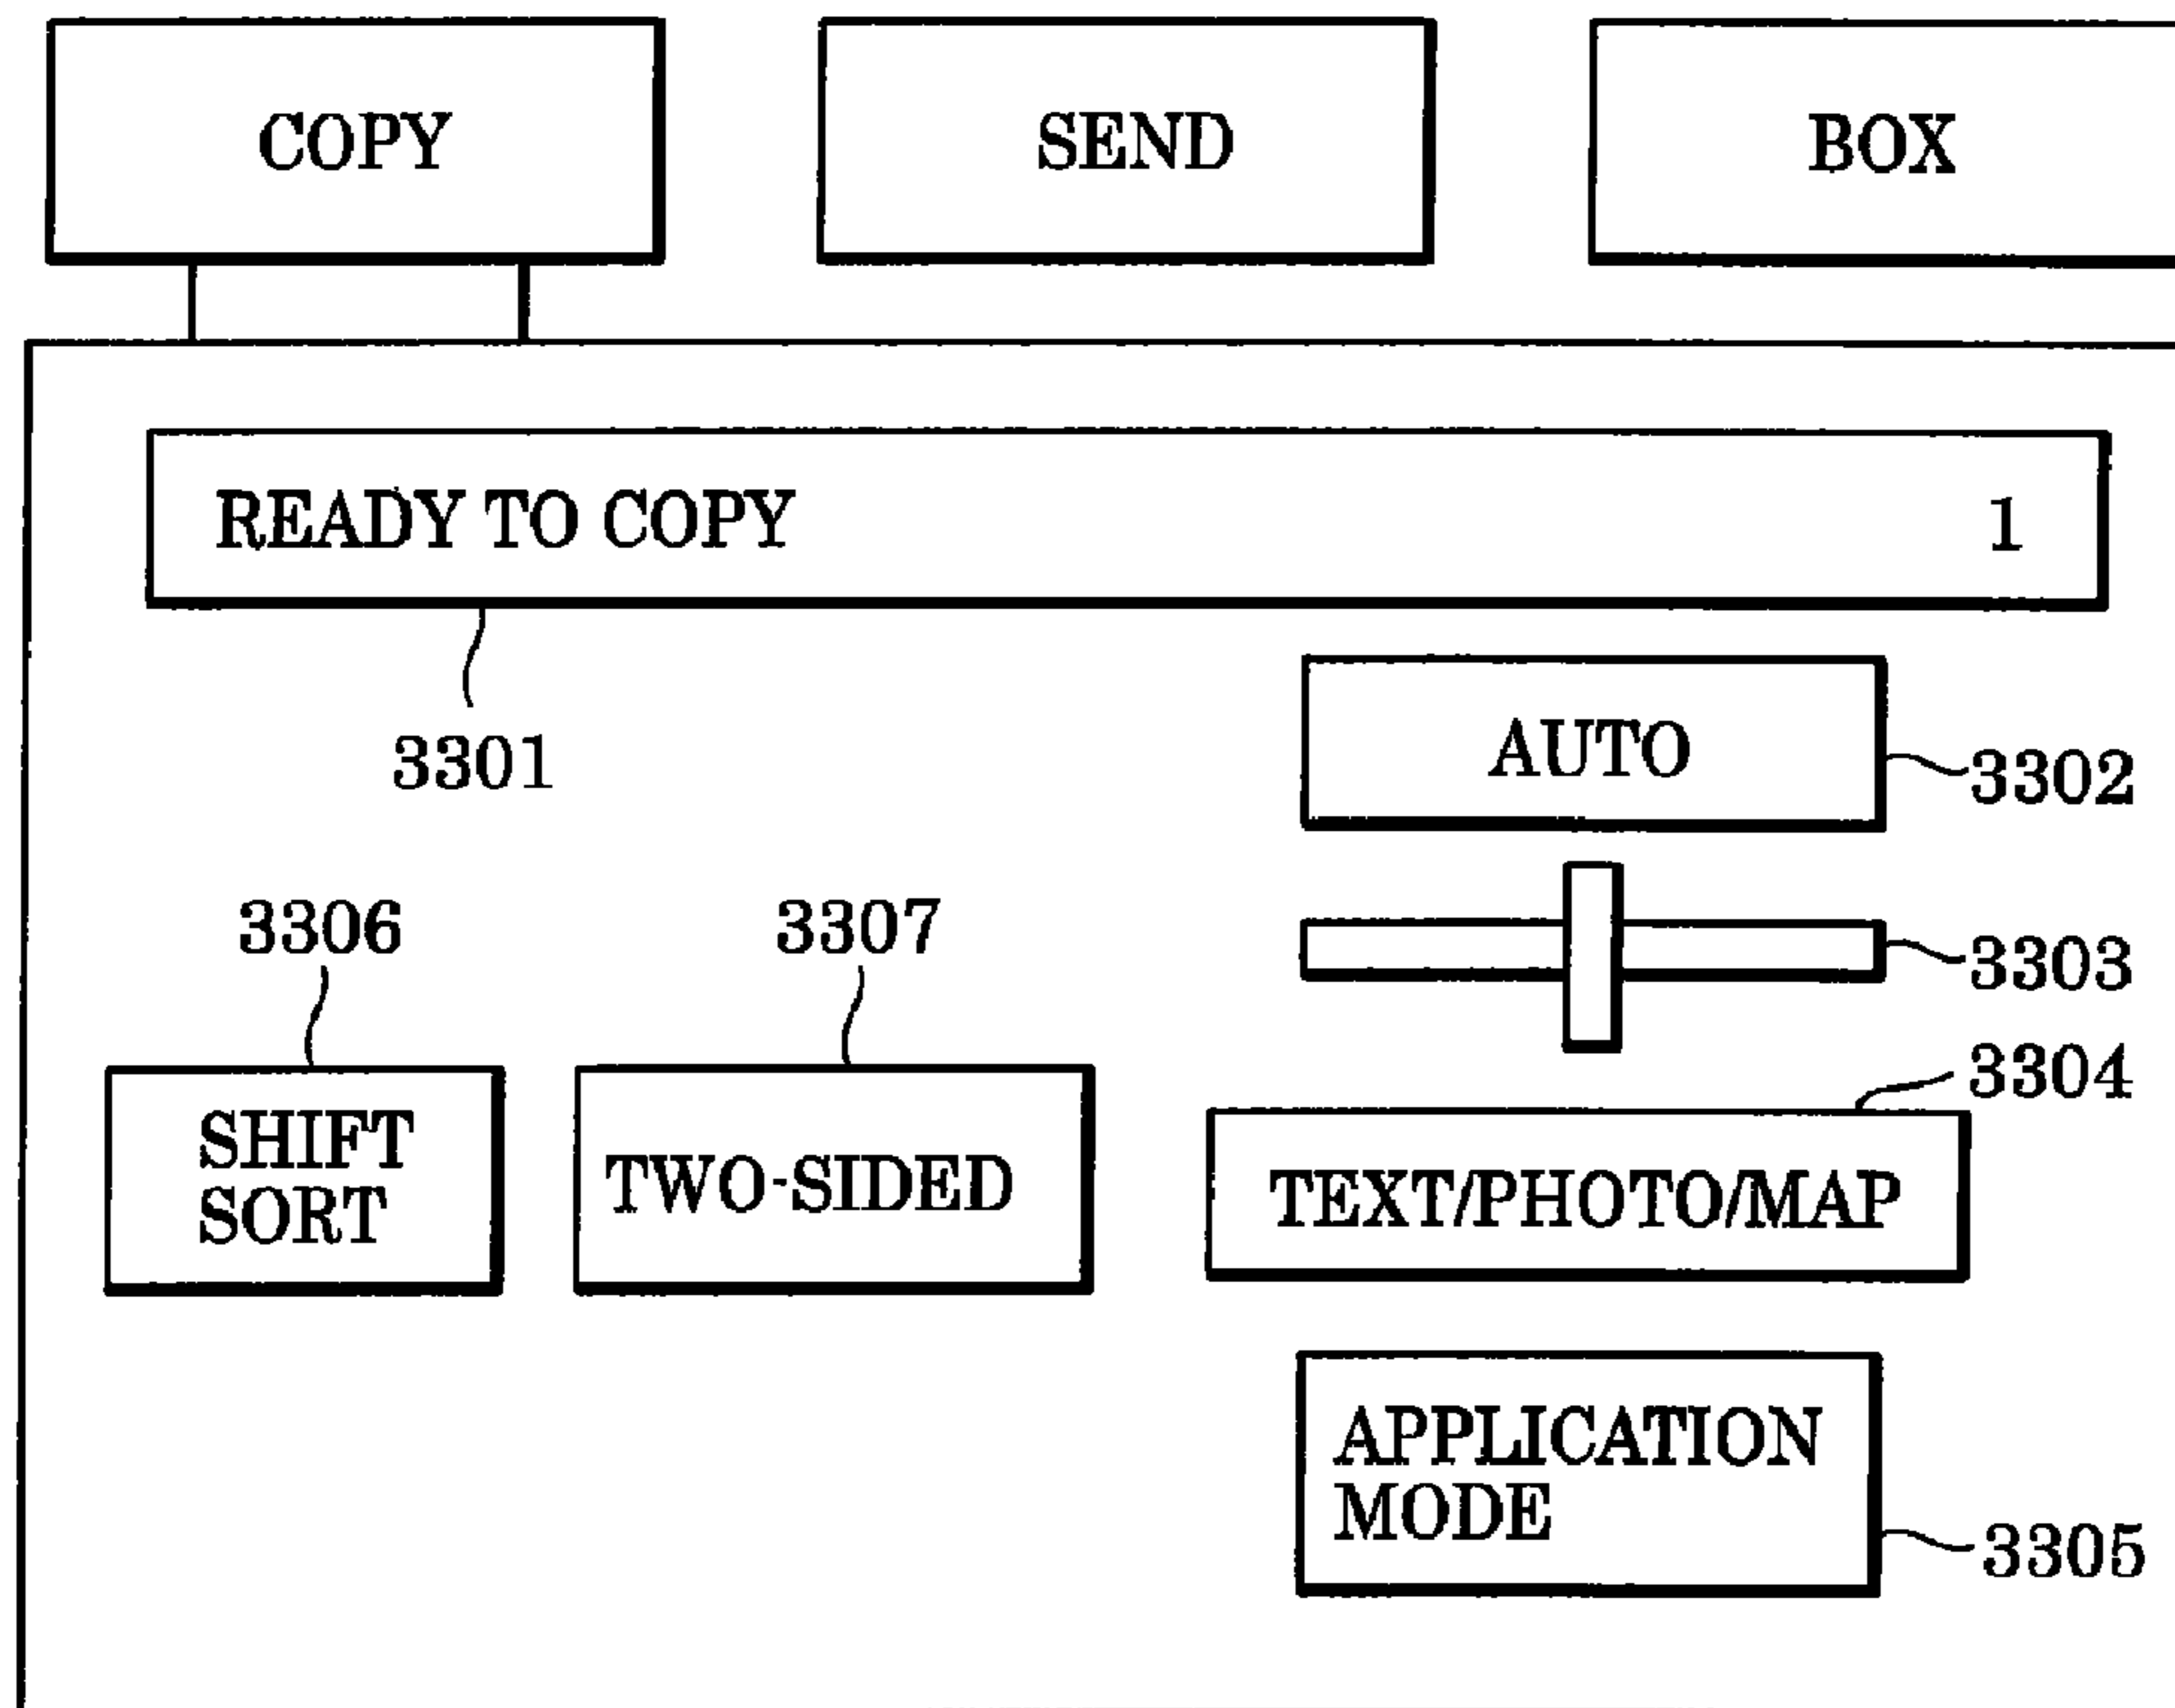 COPY
SEND
BOX
READY TO COPY 1
3301
AUTO
3302
3303
3306
3307
3304
SHIFT
SORT
TWO-SIDED
TEXT/PHOTO/MAP
APPLICATION
MODE
3305